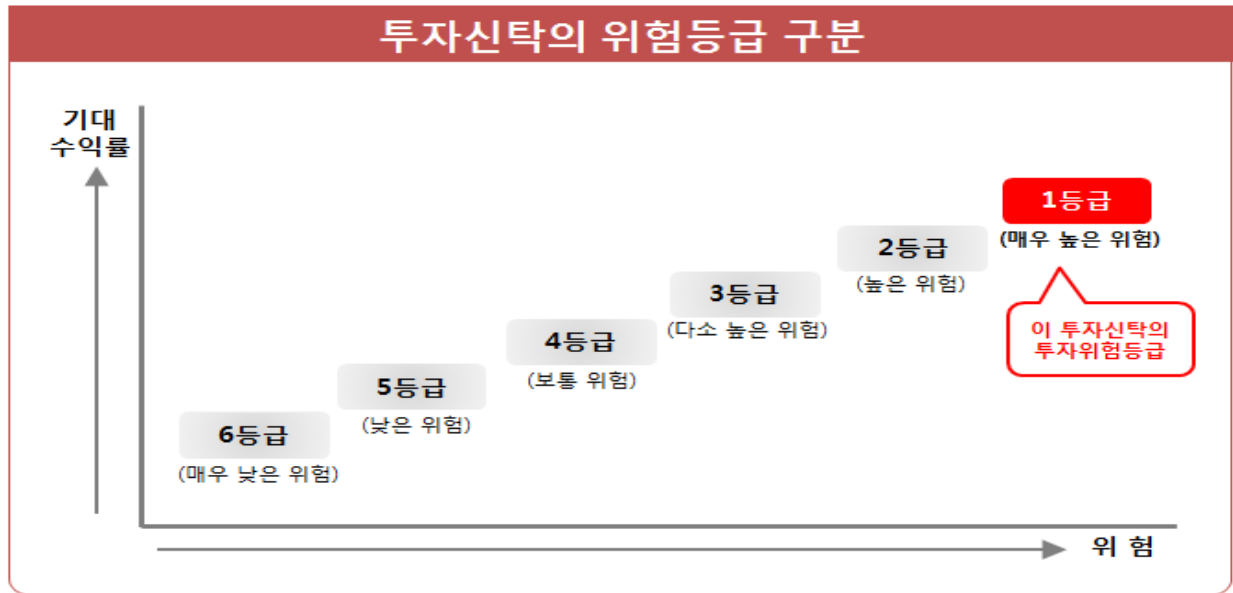 투자신탁의 위험등급 구분
기대
수익률
1등급
(매우 높은 위험)
2등급
(높은 위험)
3등급
(다소 높은 위험)
이 투자신탁의
투자위험등급
4등급
(보통 위험)
5등급
(낮은 위험)
6등급
(매우 낮은 위험)
위 험